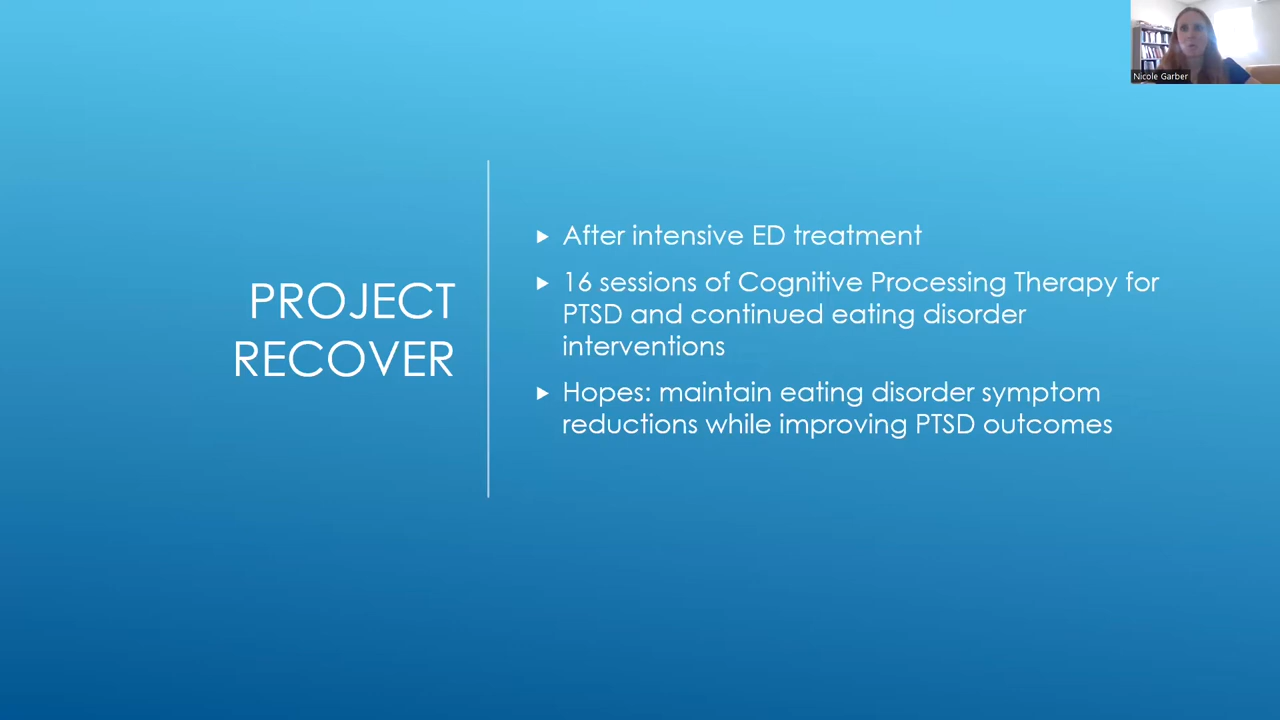 Nicole Garber
PROJECT
RECOVER
After intensive ED treatment
16 sessions of Cognitive Processing Therapy for
PTSD and continued eating disorder
interventions
Hopes: maintain eating disorder symptom
reductions while improving PTSD outcomes